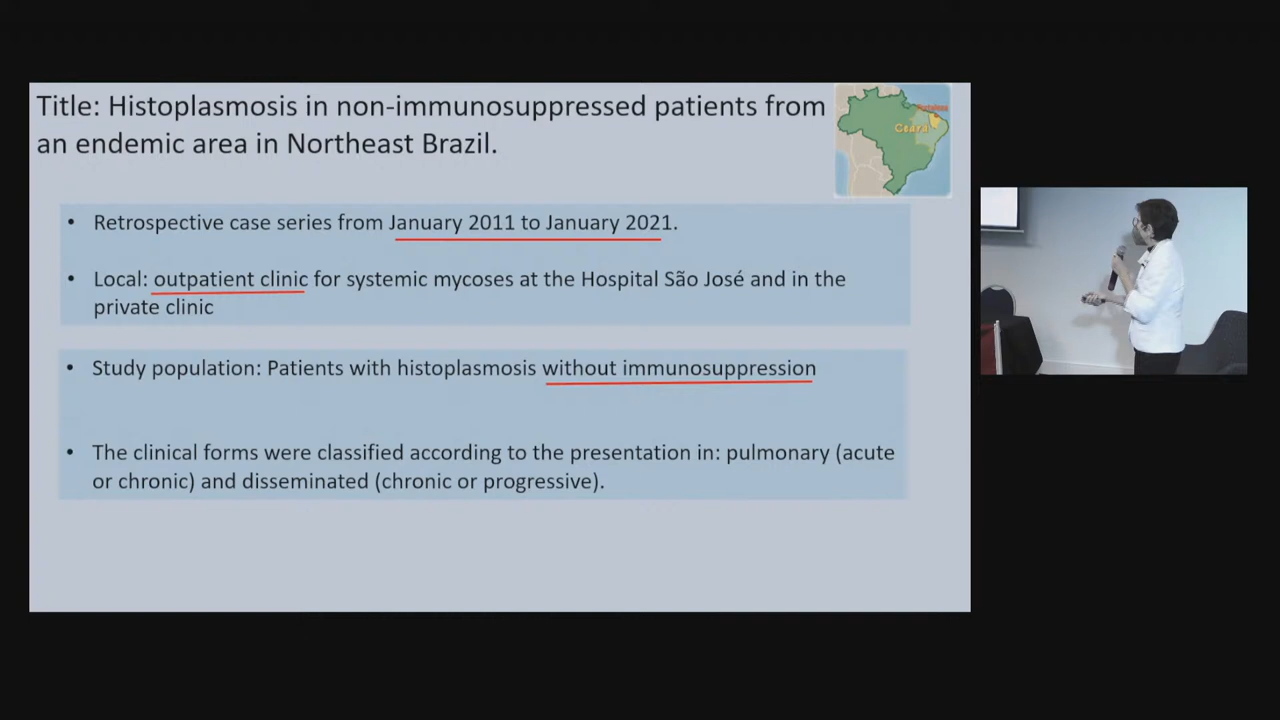 Title: Histoplasmosis in non-immunosuppressed patients from
an endemic area in Northeast Brazil.
Fortaleza
Ceará
• Retrospective case series from January 2011 to January 2021.
• Local: outpatient clinic for systemic mycoses at the Hospital São José and in the
private clinic
• Study population: Patients with histoplasmosis without immunosuppression
• The clinical forms were classified according to the presentation in: pulmonary (acute
or chronic) and disseminated (chronic or progressive).